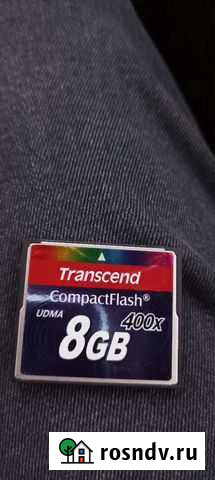 Transcend
CompactFlash®
UDMA
400x
8GB
rosndv.ru